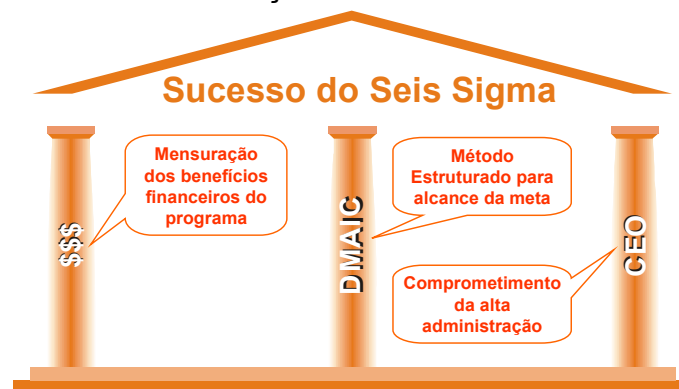 Sucesso do Seis Sigma
$$$
Mensuração
dos benefícios
financeiros do
programa
DMAIC
Método
Estruturado para
alcance da meta
CEO
Comprometimento
da alta
administração